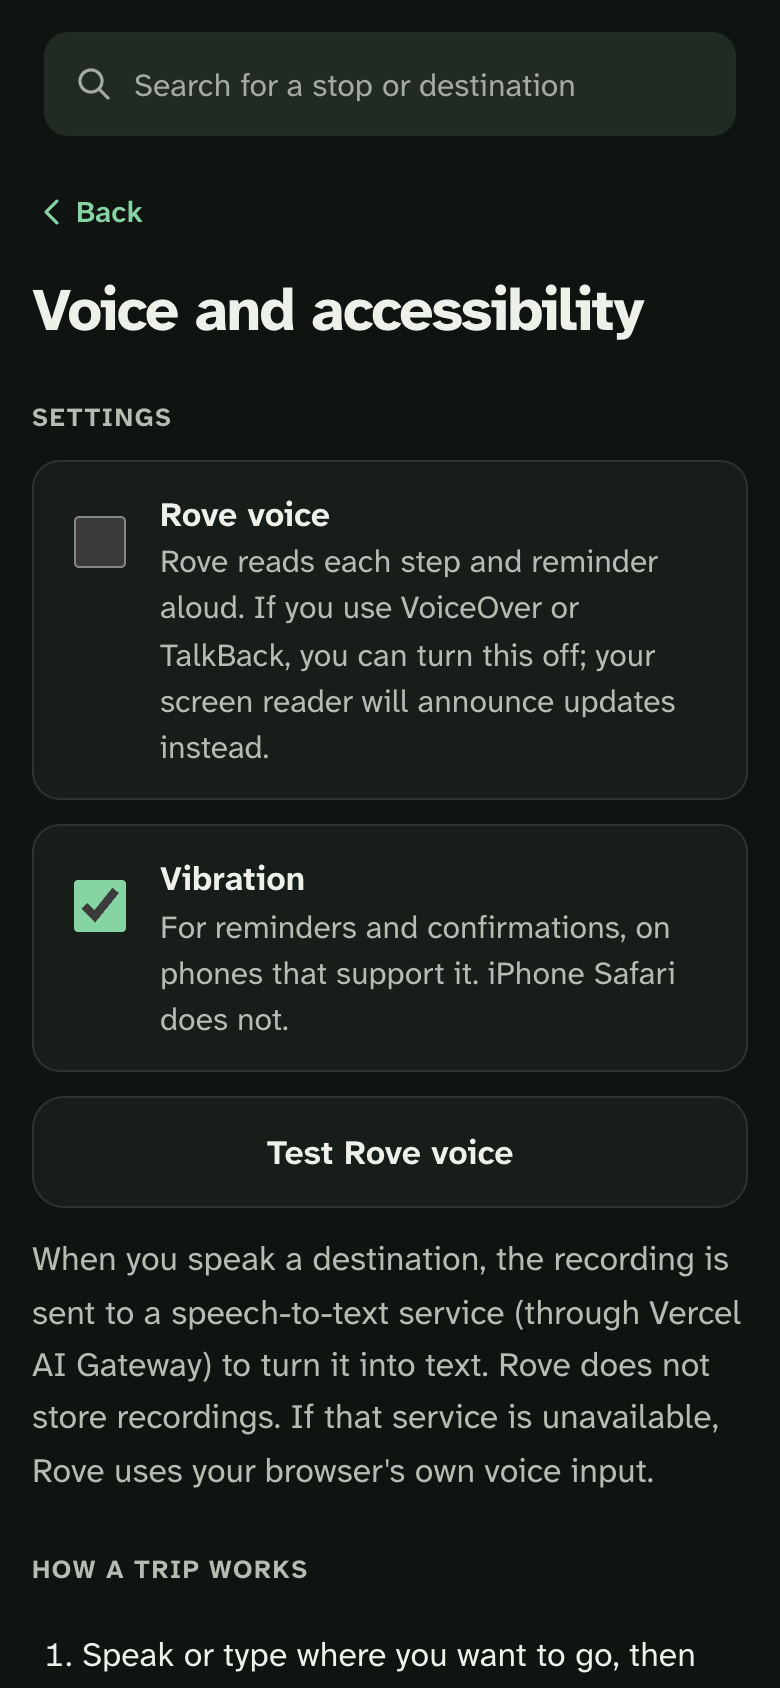 Search for a stop or destination
Back
Voice and accessibility
SETTINGS
Rove voice
Rove reads each step and reminder
aloud. If you use VoiceOver or
TalkBack, you can turn this off; your
screen reader will announce updates
instead.
Vibration
For reminders and confirmations, on
phones that support it. iPhone Safari
does not.
Test Rove voice
When you speak a destination, the recording is
sent to a speech-to-text service (through Vercel
AI Gateway) to turn it into text. Rove does not
store recordings. If that service is unavailable,
Rove uses your browser's own voice input.
HOW A TRIP WORKS
1. Speak or type where you want to go, then